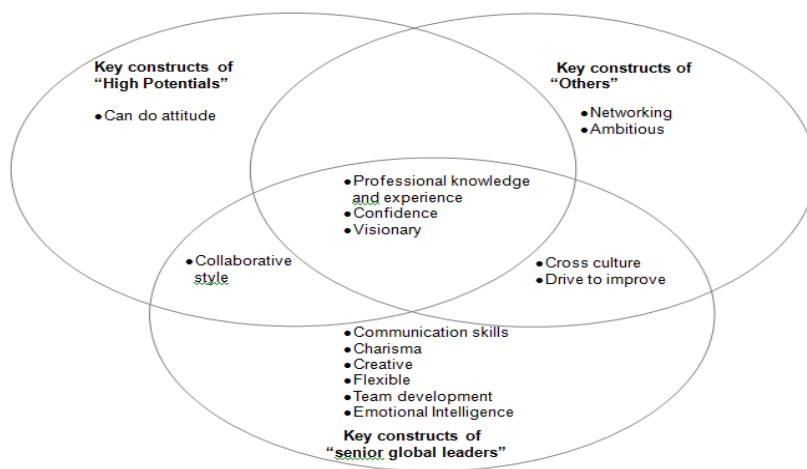 Key constructs of
“High Potentials”
● Can do attitude
Key constructs of
“Others”
● Networking
● Ambitious
● Professional knowledge
and experience
● Confidence
● Visionary
● Collaborative
style
● Cross culture
● Drive to improve
● Communication skills
● Charisma
● Creative
● Flexible
● Team development
● Emotional Intelligence
Key constructs of
“senior global leaders”